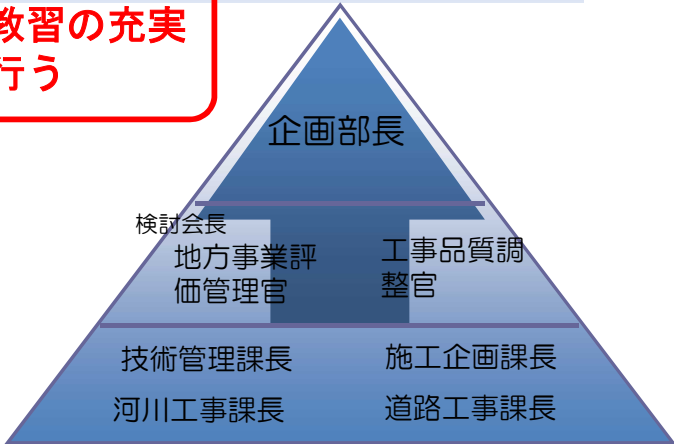 教習の充実
行う
企画部長
検討会長
地方事業評
価管理官
工事品質調
整官
技術管理課長
施工企画課長
河川工事課長
道路工事課長